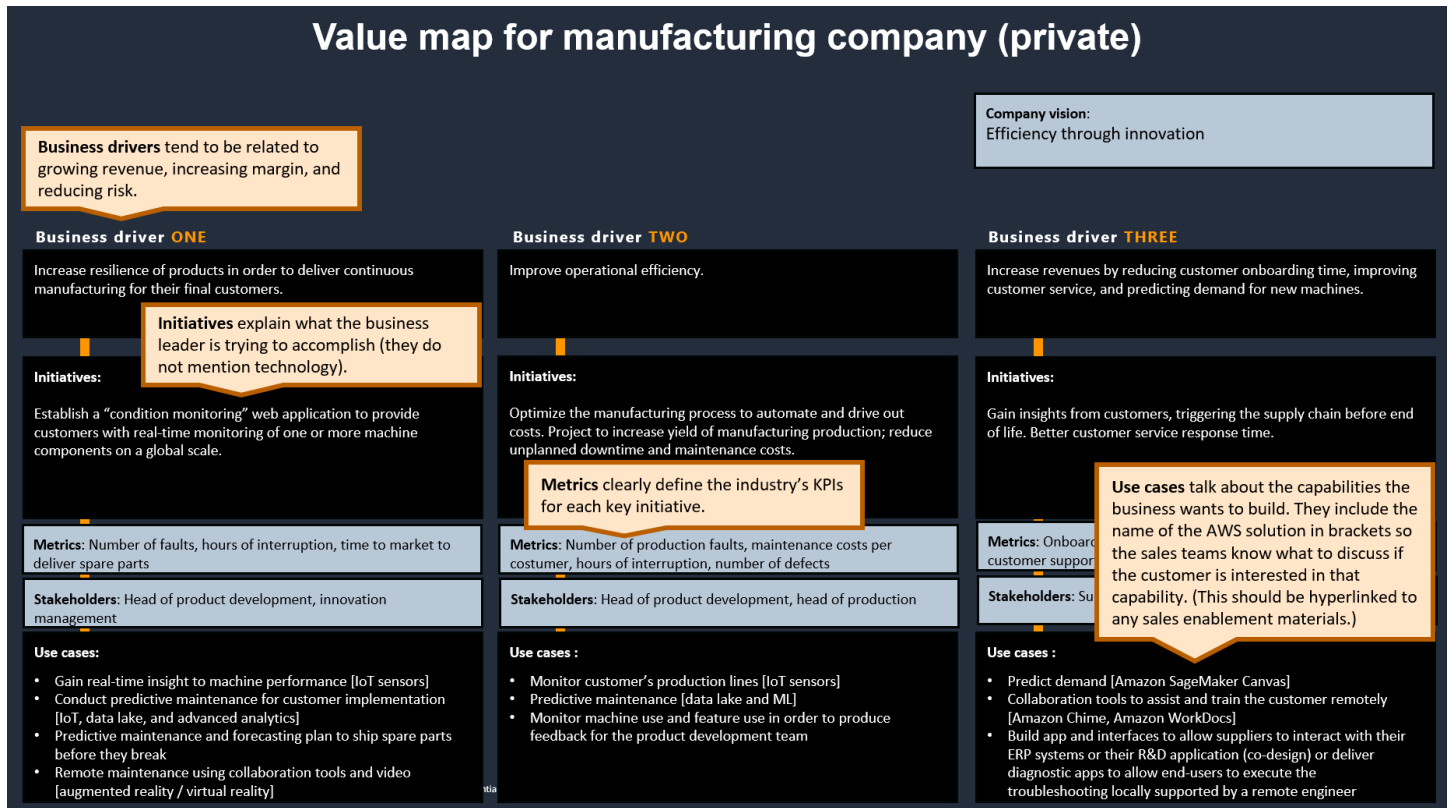 Value map for manufacturing company (private)
Company vision:
Efficiency through innovation
Business drivers tend to be related to
growing revenue, increasing margin, and
reducing risk.
Business driver ONE
Increase resilience of products in order to deliver continuous
manufacturing for their final customers.
Initiatives explain what the business
leader is trying to accomplish (they do
not mention technology).
Initiatives:
Establish a “condition monitoring” web application to provide
customers with real-time monitoring of one or more machine
components on a global scale.
Metrics: Number of faults, hours of interruption, time to market to
deliver spare parts
Stakeholders: Head of product development, innovation
management
Use cases:
• Gain real-time insight to machine performance [IoT sensors]
• Conduct predictive maintenance for customer implementation
[IoT, data lake, and advanced analytics]
• Predictive maintenance and forecasting plan to ship spare parts
before they break
• Remote maintenance using collaboration tools and video
[augmented reality / virtual reality]
Business driver TWO
Improve operational efficiency.
Initiatives:
Optimize the manufacturing process to automate and drive out
costs. Project to increase yield of manufacturing production; reduce
unplanned downtime and maintenance costs.
Metrics clearly define the industry’s KPIs
for each key initiative.
Metrics: Number of production faults, maintenance costs per
costumer, hours of interruption, number of defects
Stakeholders: Head of product development, head of production
Use cases :
• Monitor customer’s production lines [IoT sensors]
• Predictive maintenance [data lake and ML]
• Monitor machine use and feature use in order to produce
feedback for the product development team
Business driver THREE
Increase revenues by reducing customer onboarding time, improving
customer service, and predicting demand for new machines.
Initiatives:
Gain insights from customers, triggering the supply chain before end
of life. Better customer service response time.
Use cases talk about the capabilities the
business wants to build. They include the
name of the AWS solution in brackets so
the sales teams know what to discuss if
the customer is interested in that
capability. (This should be hyperlinked to
any sales enablement materials.)
Metrics:
customer
Stakeholders:
Use cases :
• Predict demand [Amazon SageMaker Canvas]
• Collaboration tools to assist and train the customer remotely
[Amazon Chime, Amazon WorkDocs]
• Build app and interfaces to allow suppliers to interact with their
ERP systems or their R&D application (co-design) or deliver
diagnostic apps to allow end-users to execute the
troubleshooting locally supported by a remote engineer